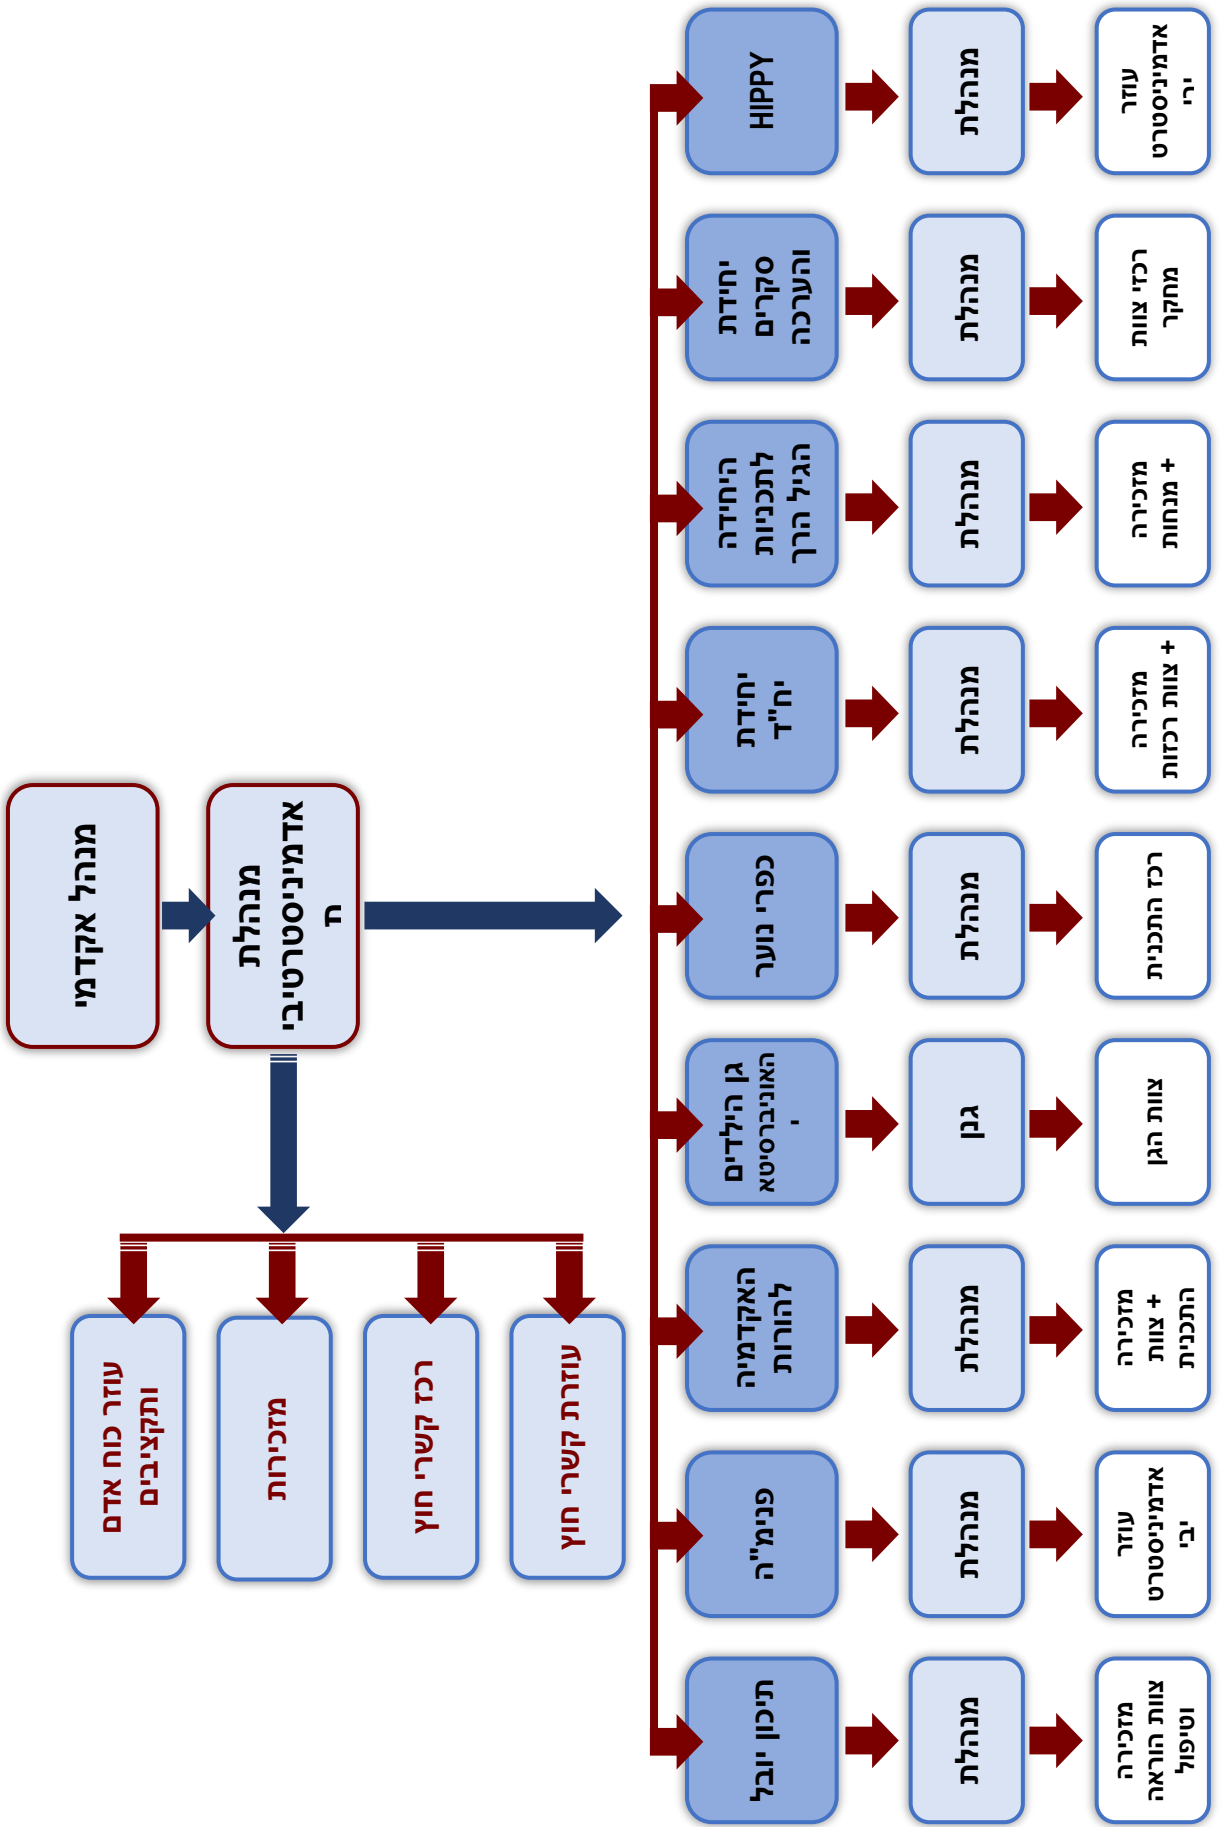 מנהל אקדמי
מנהלת
אדמיניסטרטיבי
ת
עוזר כוח אדם
ותקציבים
מזכירות
רכז קשרי חוץ
עוזרת קשרי חוץ
HIPPY
מנהלת
עוזר
אדמיניסטרט
יבי
יחידת
סקרים
והערכה
מנהלת
רכזי צוות
מחקר
היחידה
לתכניות
הגיל הרך
מנהלת
מזכירה
+ מנחות
יחידת
יח"ד
מנהלת
מזכירה
+ צוות רכזות
כפרי נוער
מנהלת
רכז התכנית
גן הילדים
האוניברסיטא
י
גנן
צוות הגן
האקדמיה
להורות
מנהלת
מזכירה
+ צוות
התכנית
פנימ"ה
מנהלת
עוזר
אדמיניסטרט
יבי
תיכון יובל
מנהלת
מזכירה
צוות הוראה
וטיפול